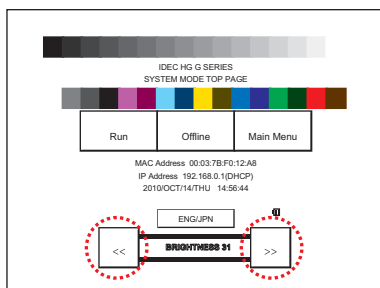 IDEC HG G SERIES
SYSTEM MODE TOP PAGE
Run Offline Main Menu
MAC Address 00:03:7B:F0:12:A8
IP Address 192.168.0.1(DHCP)
2010/OCT/14/THU 14:56:44
ENG/JPN
<< BRIGHTNESS 31 >>